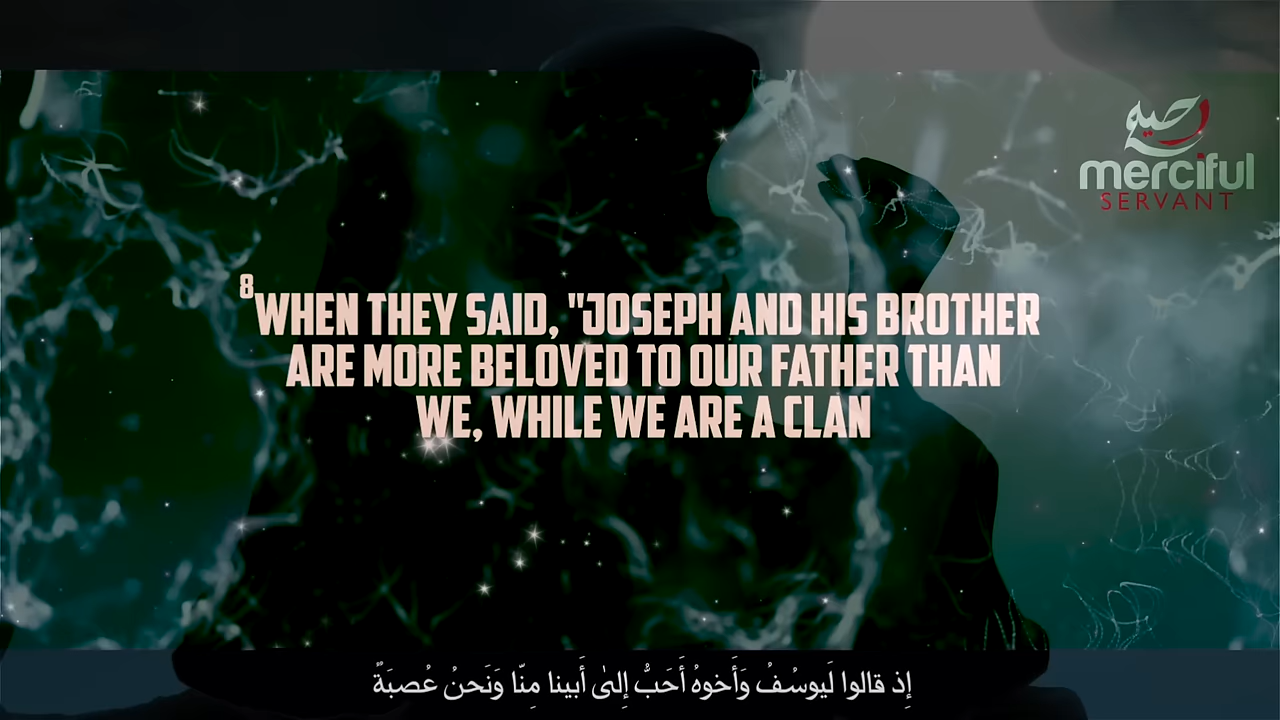 رحيم
merciful
SERVANT
8 WHEN THEY SAID, "JOSEPH AND HIS BROTHER
ARE MORE BELOVED TO OUR FATHER THAN
WE, WHILE WE ARE A CLAN
إِذ قالوا لَيوسُفُ وَأَخوهُ أَحَبُّ إِلىٰ أَبينا مِنّا وَنَحنُ عُصبَةٌ